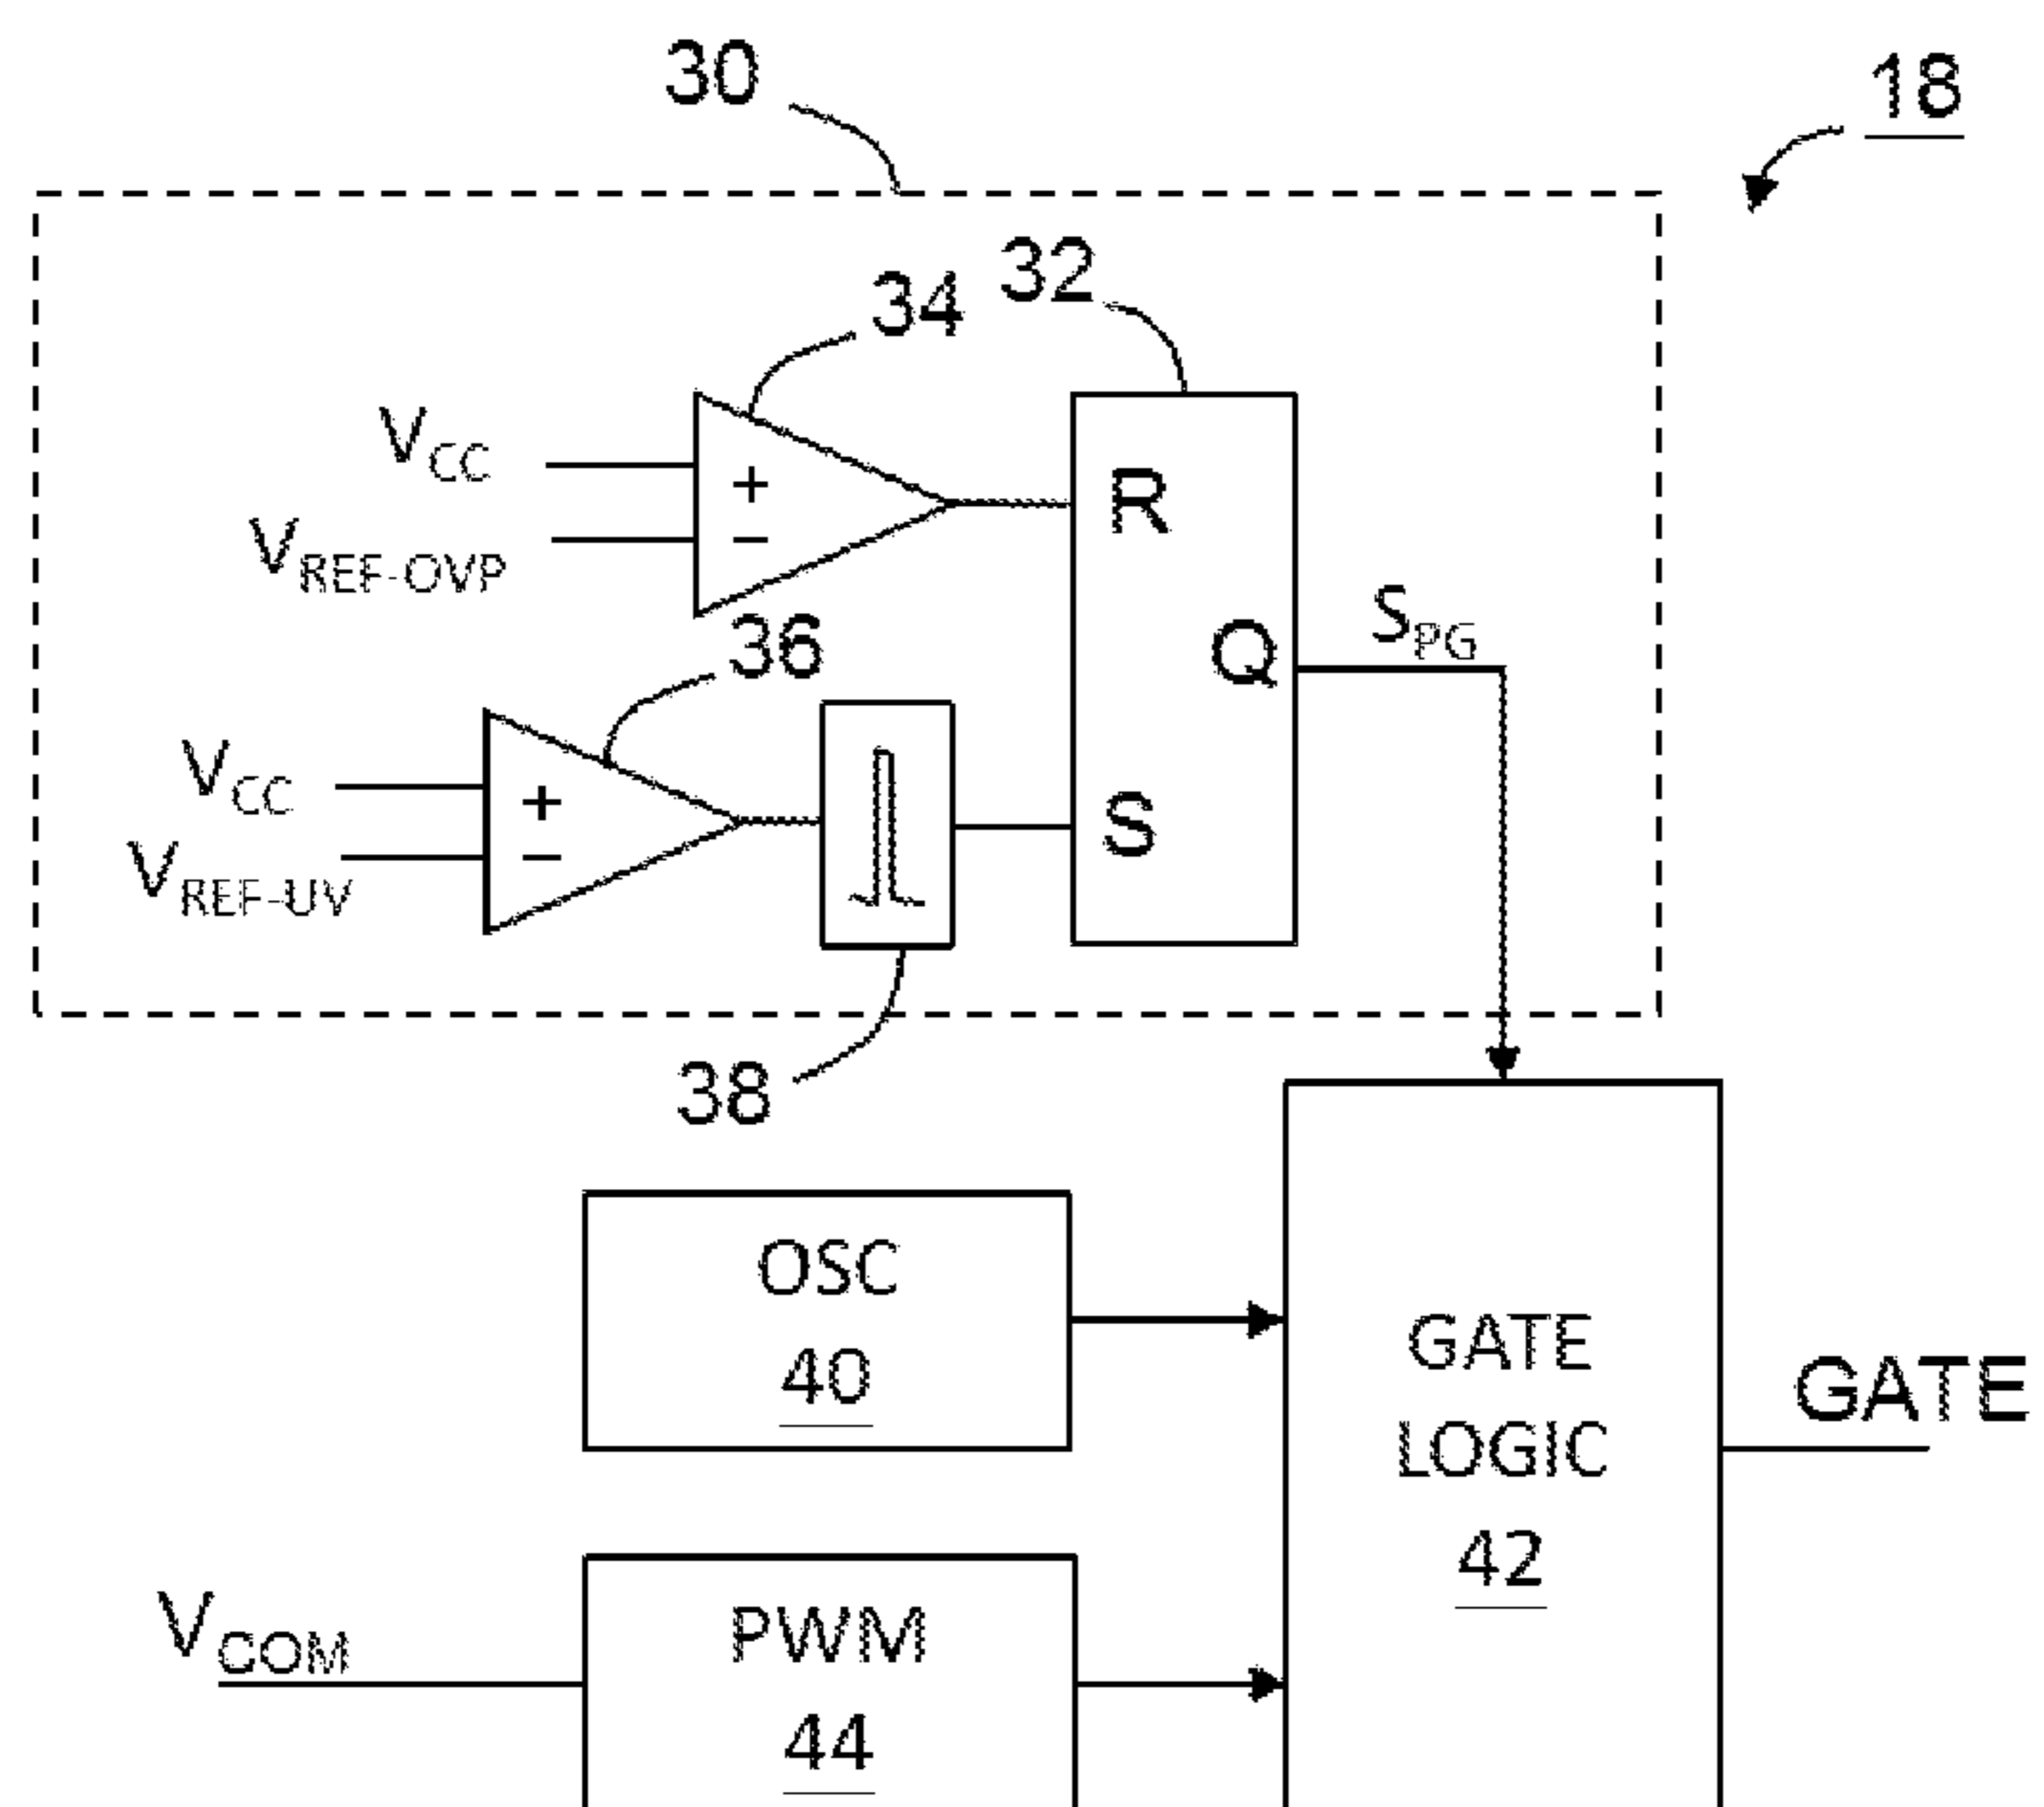 30
18
34
32
VCC
VREF-OVP
+
−
R
36
Q
SPG
VCC
VREF-UV
+
−
S
38
OSC
40
GATE
LOGIC
42
GATE
VCOM
PWM
44